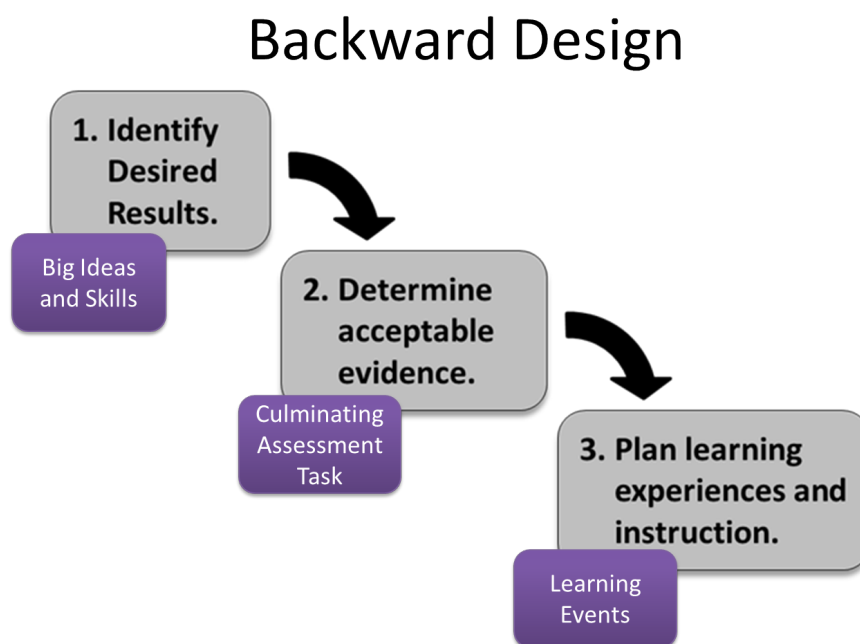 Backward Design
1. Identify
Desired
Results.
Big Ideas
and Skills
2. Determine
acceptable
evidence.
Culminating
Assessment
Task
3. Plan learning
experiences and
instruction.
Learning
Events